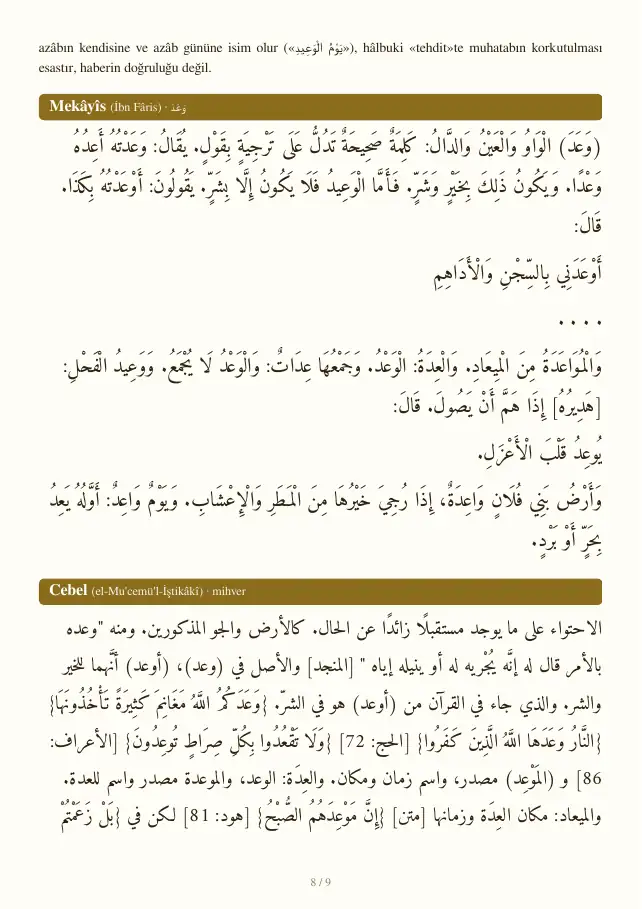 azâbın kendisine ve azâb gününe isim olur («يَوْمُ الْوَعِيدِ»), hâlbuki «tehdit»te muhatabın korkutulması
esastır, haberin doğruluğu değil.
Mekâyîs (İbn Fâris) · وَعَدَ
(وَعَدَ) الْوَاوُ وَالْعَيْنُ وَالدَّالُ: كَلِمَةٌ صَحِيحَةٌ تَدُلُّ عَلَى تَرْجِيَةٍ بِقَوْلٍ. يُقَالُ: وَعَدْتُهُ أَعِدُهُ
وَعْدًا. وَيَكُونُ ذَلِكَ بِخَيْرٍ وَشَرٍّ. فَأَمَّا الْوَعِيدُ فَلَا يَكُونُ إِلَّا بِشَرٍّ. يَقُولُونَ: أَوْعَدْتُهُ بِكَذَا.
قَالَ:
أَوْعَدَنِي بِالسِّجْنِ وَالْأَدَاهِمِ
. . . .
وَالْمُوَاعَدَةُ مِنَ الْمِيعَادِ. وَالْعِدَةُ: الْوَعْدُ. وَجَمْعُهَا عِدَاتٌ: وَالْوَعْدُ لَا يُجْمَعُ. وَوَعِيدُ الْفَحْلِ:
[هَدِيرُهُ] إِذَا هَمَّ أَنْ يَصُولَ. قَالَ:
يُوعِدُ قَلْبَ الْأَعْزَلِ.
وَأَرْضُ بَنِي فُلَانٍ وَاعِدَةٌ، إِذَا رُجِيَ خَيْرُهَا مِنَ الْمَطَرِ وَالْإِعْشَابِ. وَيَوْمٌ وَاعِدٌ: أَوَّلُهُ يَعِدُ
بِحَرٍّ أَوْ بَرْدٍ.
Cebel (el-Mu'cemü'l-İştikâkî) · mihver
الاحتواء على ما يوجد مستقبلًا زائدًا عن الحال. كالأرض والجو المذكورين. ومنه "وعده
بالأمر قال له إنَّه يُجْريه له أو ينيله إياه " [المنجد] والأصل في (وعد)، (أوعد) أنَّهما للخير
والشر. والذي جاء في القرآن من (أوعد) هو في الشرّ. {وَعَدَكُمُ اللَّهُ مَغَانِمَ كَثِيرَةً تَأْخُذُونَهَا}
{النَّارُ وَعَدَهَا اللَّهُ الَّذِينَ كَفَرُوا} [الحج: 72] {وَلَا تَقْعُدُوا بِكُلِّ صِرَاطٍ تُوعِدُونَ} [الأعراف:
86] و (المَوْعِد) مصدر، واسم زمان ومكان. والعِدَة: الوعد، والموعدة مصدر واسم للعدة.
والميعاد: مكان العِدَة وزمانها [متن] {إِنَّ مَوْعِدَهُمُ الصُّبْحُ} [هود: 81] لكن في {بَلْ زَعَمْتُمْ
8 / 9